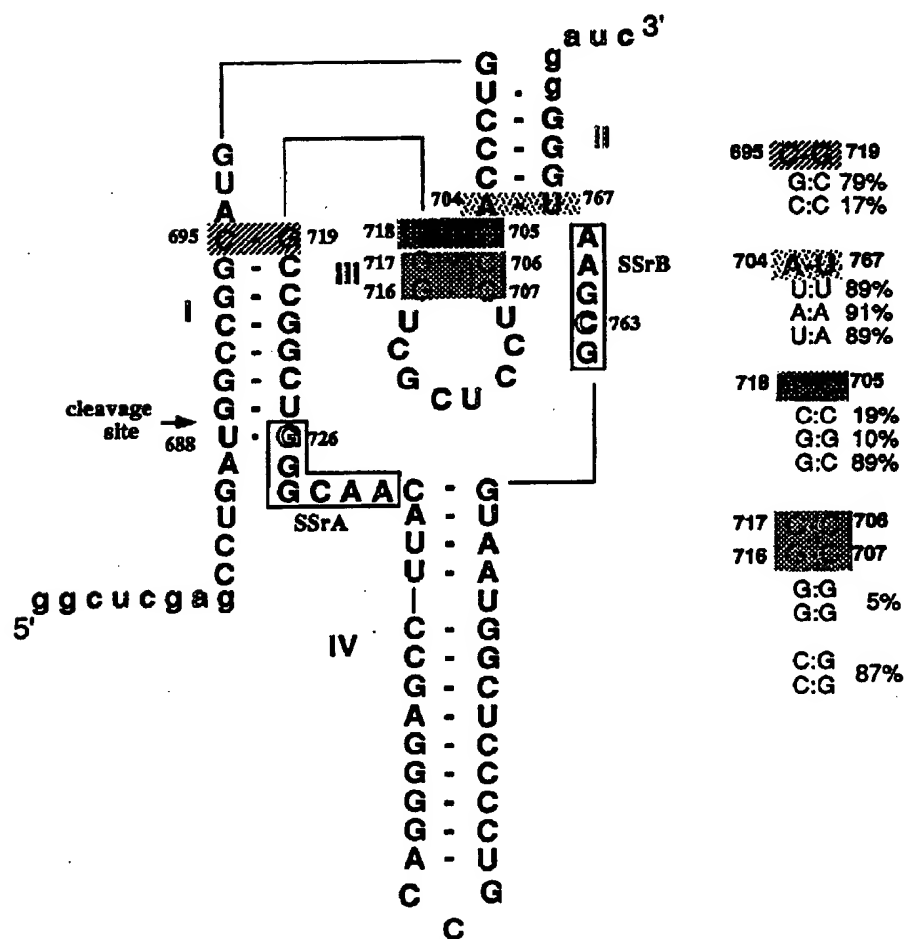 a u c 3'
G U C C C A
g g G G G U
II
704
767
G U A C G G C C G G U A G U C C g
695
719
I
G C C G G C U G G G C A A
718
705
717
706
716
707
III
U C G C U C C U
A A G C G
SSrB
763
cleavage
site
688
726
SSrA
g g c u c g a g
5'
IV
C A U U C C G A G G G G A C
C
G U A A U G G C U C C C C U G
695 C-G 719
G:C 79%
C:C 17%
704 A-U 767
U:U 89%
A:A 91%
U:A 89%
718 705
C:C 19%
G:G 10%
G:C 89%
717 706
716 707
G:G
G:G 5%
C:G
C:G 87%